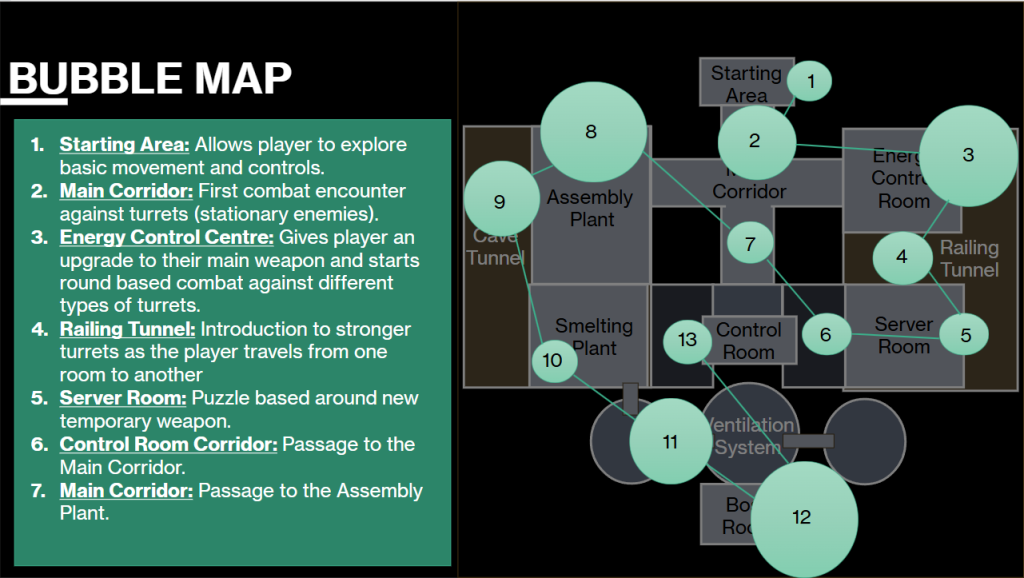 BUBBLE MAP
1. Starting Area: Allows player to explore
basic movement and controls.
2. Main Corridor: First combat encounter
against turrets (stationary enemies).
3. Energy Control Centre: Gives player an
upgrade to their main weapon and starts
round based combat against different
types of turrets.
4. Railing Tunnel: Introduction to stronger
turrets as the player travels from one
room to another
5. Server Room: Puzzle based around new
temporary weapon.
6. Control Room Corridor: Passage to the
Main Corridor.
7. Main Corridor: Passage to the Assembly
Plant.
Starting
Area
1
2
3
8
9
Corridor
Room
Assembly
Plant
Cave
Tunnel
7
4
Railing
Tunnel
Smelting
Plant
10
13
Control
Room
6
Server
Room
5
11
Ventilation
System
12